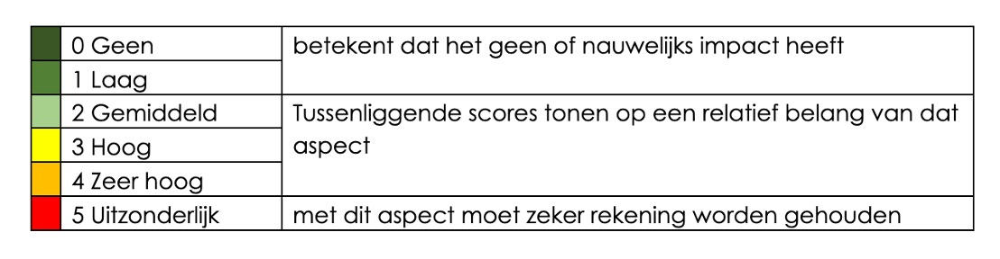 0 Geen betekent dat het geen of nauwelijks impact heeft
1 Laag
2 Gemiddeld Tussenliggende scores tonen op een relatief belang van dat
3 Hoog aspect
4 Zeer hoog
5 Uitzonderlijk met dit aspect moet zeker rekening worden gehouden